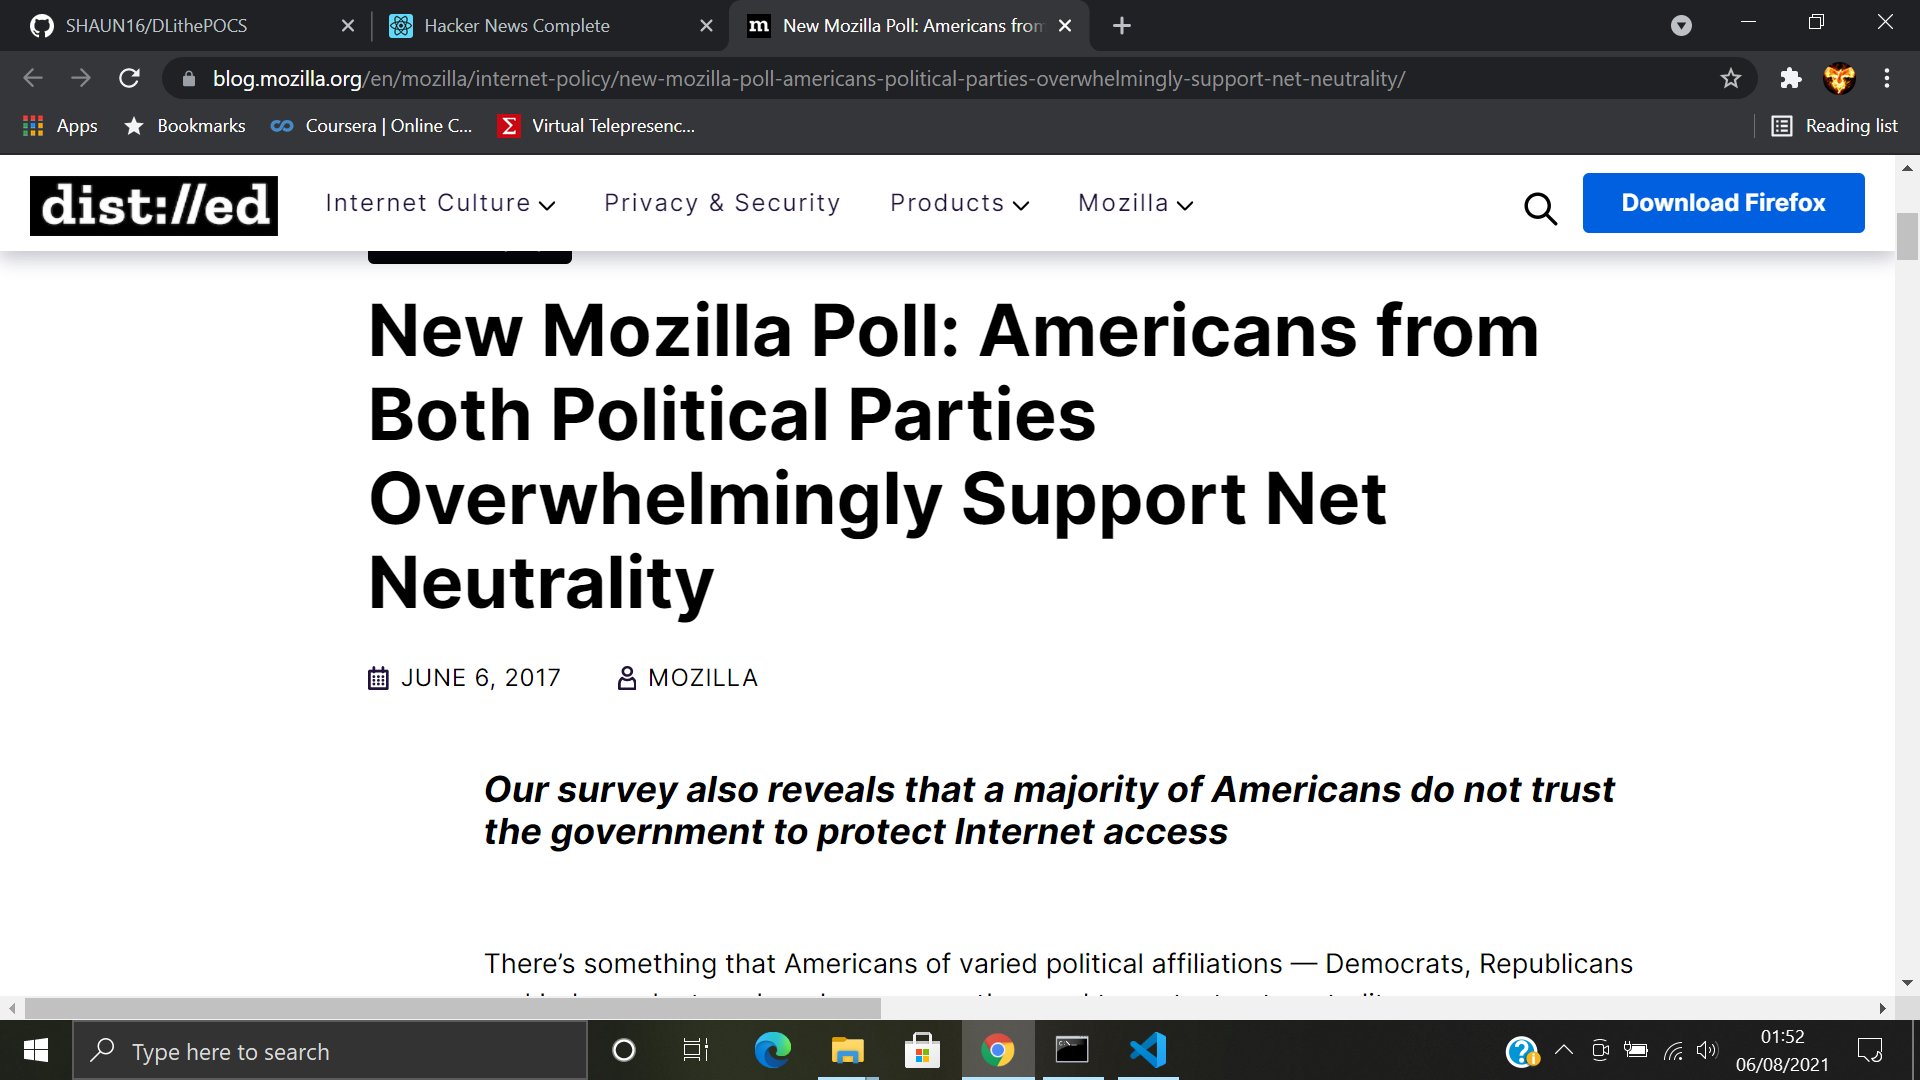 SHAUN16/DLithePOCS
Hacker News Complete
m New Mozilla Poll: Americans from
blog.mozilla.org/en/mozilla/internet-policy/new-mozilla-poll-americans-political-parties-overwhelmingly-support-net-neutrality/
Apps Bookmarks Coursera | Online C... Virtual Telepresenc... Reading list
dist://ed Internet Culture Privacy & Security Products Mozilla Download Firefox
New Mozilla Poll: Americans from
Both Political Parties
Overwhelmingly Support Net
Neutrality
JUNE 6, 2017 MOZILLA
Our survey also reveals that a majority of Americans do not trust
the government to protect Internet access
There’s something that Americans of varied political affiliations — Democrats, Republicans
Type here to search
01:52
06/08/2021